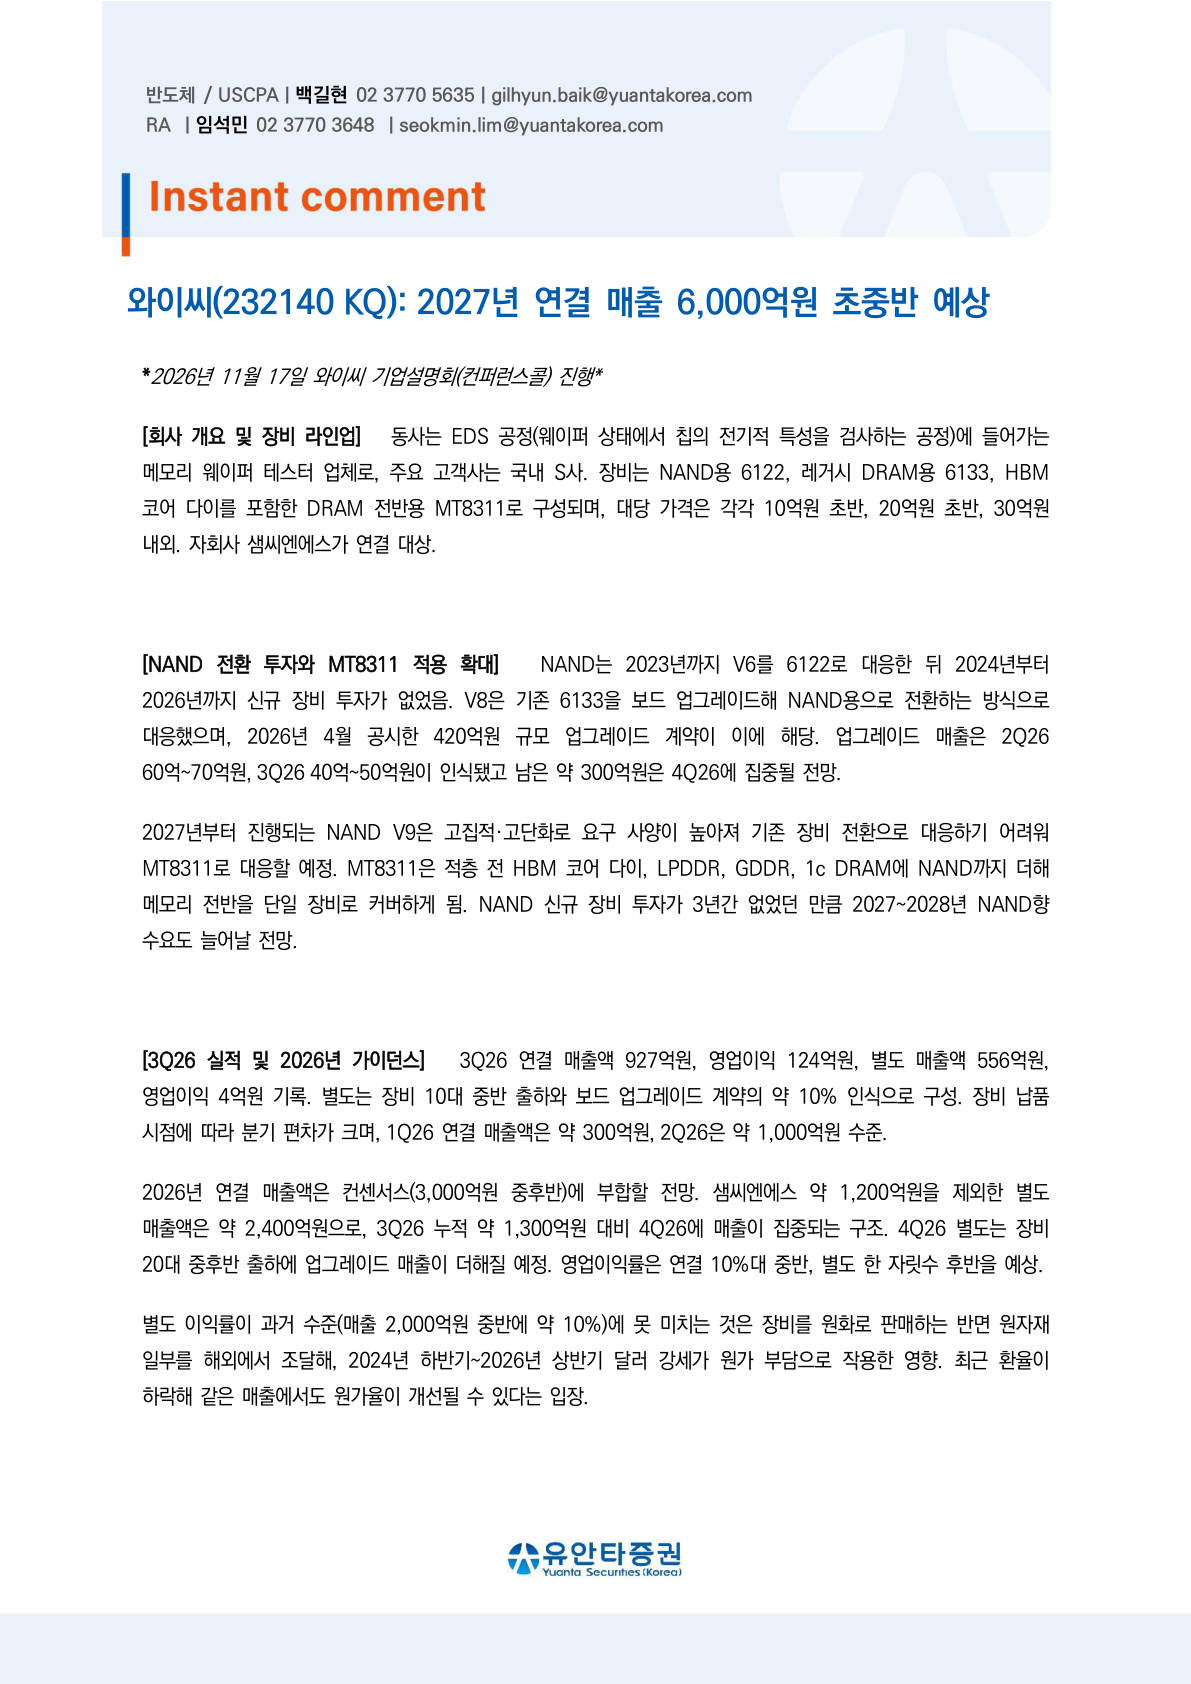 반도체 / USCPA | 백길현 02 3770 5635 | gilhyun.baik@yuantakorea.com
RA | 임석민 02 3770 3648 | seokmin.lim@yuantakorea.com
Instant comment
와이씨(232140 KQ): 2027년 연결 매출 6,000억원 초중반 예상
*2026년 11월 17일 와이씨 기업설명회(컨퍼런스콜) 진행*
[회사 개요 및 장비 라인업] 동사는 EDS 공정(웨이퍼 상태에서 칩의 전기적 특성을 검사하는 공정)에 들어가는
메모리 웨이퍼 테스터 업체로, 주요 고객사는 국내 S사. 장비는 NAND용 6122, 레거시 DRAM용 6133, HBM
코어 다이를 포함한 DRAM 전반용 MT8311로 구성되며, 대당 가격은 각각 10억원 초반, 20억원 초반, 30억원
내외. 자회사 샘씨엔에스가 연결 대상.
[NAND 전환 투자와 MT8311 적용 확대] NAND는 2023년까지 V6를 6122로 대응한 뒤 2024년부터
2026년까지 신규 장비 투자가 없었음. V8은 기존 6133을 보드 업그레이드해 NAND용으로 전환하는 방식으로
대응했으며, 2026년 4월 공시한 420억원 규모 업그레이드 계약이 이에 해당. 업그레이드 매출은 2Q26
60억~70억원, 3Q26 40억~50억원이 인식됐고 남은 약 300억원은 4Q26에 집중될 전망.
2027년부터 진행되는 NAND V9은 고집적·고단화로 요구 사양이 높아져 기존 장비 전환으로 대응하기 어려워
MT8311로 대응할 예정. MT8311은 적층 전 HBM 코어 다이, LPDDR, GDDR, 1c DRAM에 NAND까지 더해
메모리 전반을 단일 장비로 커버하게 됨. NAND 신규 장비 투자가 3년간 없었던 만큼 2027~2028년 NAND향
수요도 늘어날 전망.
[3Q26 실적 및 2026년 가이던스] 3Q26 연결 매출액 927억원, 영업이익 124억원, 별도 매출액 556억원,
영업이익 4억원 기록. 별도는 장비 10대 중반 출하와 보드 업그레이드 계약의 약 10% 인식으로 구성. 장비 납품
시점에 따라 분기 편차가 크며, 1Q26 연결 매출액은 약 300억원, 2Q26은 약 1,000억원 수준.
2026년 연결 매출액은 컨센서스(3,000억원 중후반)에 부합할 전망. 샘씨엔에스 약 1,200억원을 제외한 별도
매출액은 약 2,400억원으로, 3Q26 누적 약 1,300억원 대비 4Q26에 매출이 집중되는 구조. 4Q26 별도는 장비
20대 중후반 출하에 업그레이드 매출이 더해질 예정. 영업이익률은 연결 10%대 중반, 별도 한 자릿수 후반을 예상.
별도 이익률이 과거 수준(매출 2,000억원 중반에 약 10%)에 못 미치는 것은 장비를 원화로 판매하는 반면 원자재
일부를 해외에서 조달해, 2024년 하반기~2026년 상반기 달러 강세가 원가 부담으로 작용한 영향. 최근 환율이
하락해 같은 매출에서도 원가율이 개선될 수 있다는 입장.
유안타증권
Yuanta Securities (Korea)